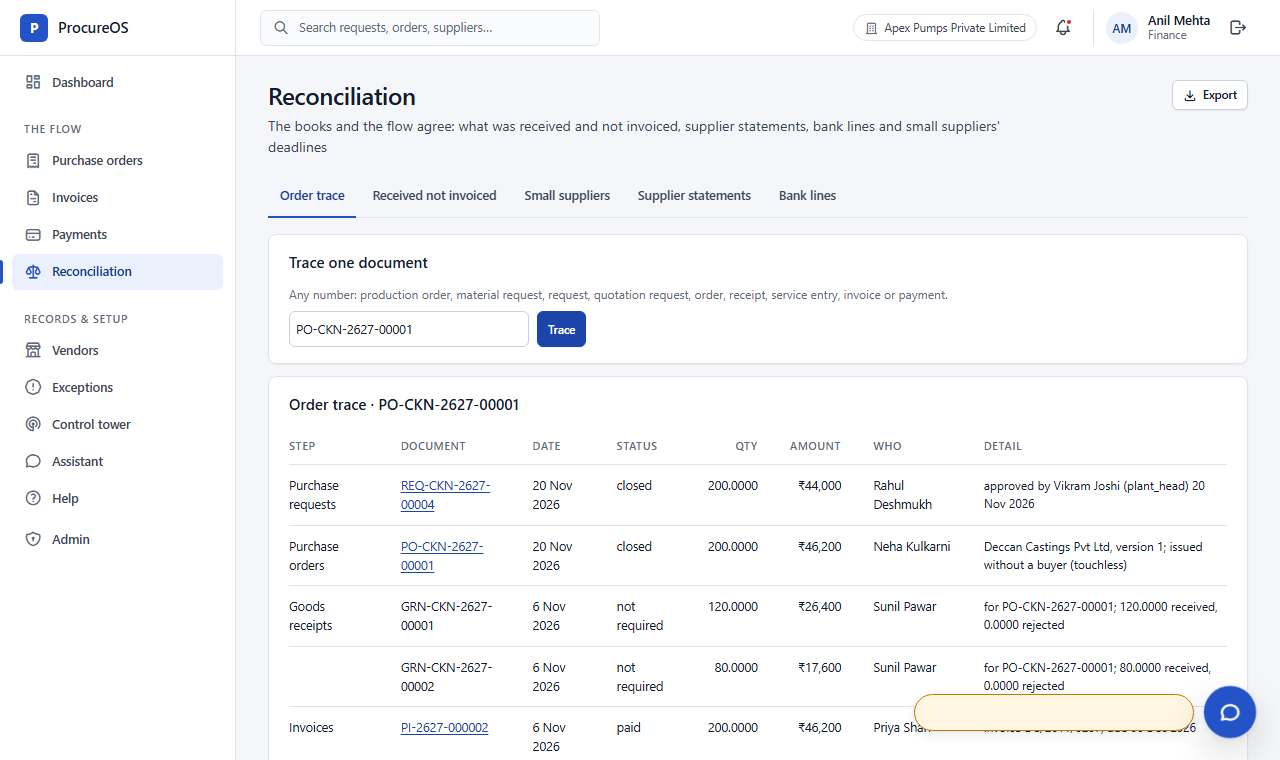 P ProcureOS
Search requests, orders, suppliers...
Apex Pumps Private Limited
AM
Anil Mehta
Finance
Dashboard
THE FLOW
Purchase orders
Invoices
Payments
Reconciliation
RECORDS & SETUP
Vendors
Exceptions
Control tower
Assistant
Help
Admin
Reconciliation
Export
The books and the flow agree: what was received and not invoiced, supplier statements, bank lines and small suppliers'
deadlines
Order trace Received not invoiced Small suppliers Supplier statements Bank lines
Trace one document
Any number: production order, material request, request, quotation request, order, receipt, service entry, invoice or payment.
PO-CKN-2627-00001 Trace
Order trace · PO-CKN-2627-00001
STEP DOCUMENT DATE STATUS QTY AMOUNT WHO DETAIL
Purchase REQ-CKN-2627- 20 Nov closed 200.0000 ₹44,000 Rahul approved by Vikram Joshi (plant_head) 20
requests 00004 2026 Deshmukh Nov 2026
Purchase PO-CKN-2627- 20 Nov closed 200.0000 ₹46,200 Neha Kulkarni Deccan Castings Pvt Ltd, version 1; issued
orders 00001 2026 without a buyer (touchless)
Goods GRN-CKN-2627- 6 Nov not 120.0000 ₹26,400 Sunil Pawar for PO-CKN-2627-00001; 120.0000 received,
receipts 00001 2026 required 0.0000 rejected
GRN-CKN-2627- 6 Nov not 80.0000 ₹17,600 Sunil Pawar for PO-CKN-2627-00001; 80.0000 received,
00002 2026 required 0.0000 rejected
Invoices PI-2627-000002 6 Nov paid 200.0000 ₹46,200 Priya
2026